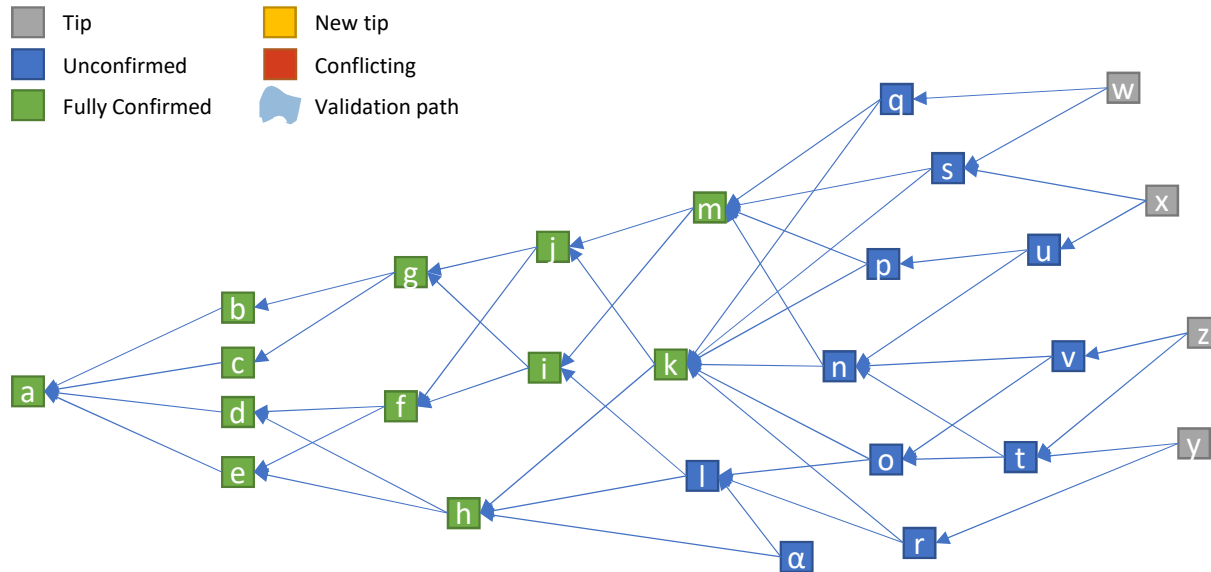 Tip New tip
Unconfirmed Conflicting
Fully Confirmed Validation path
q w
s
m x
j p u
g
b
c i k n v z
a
d f
e l o t y
h
α r